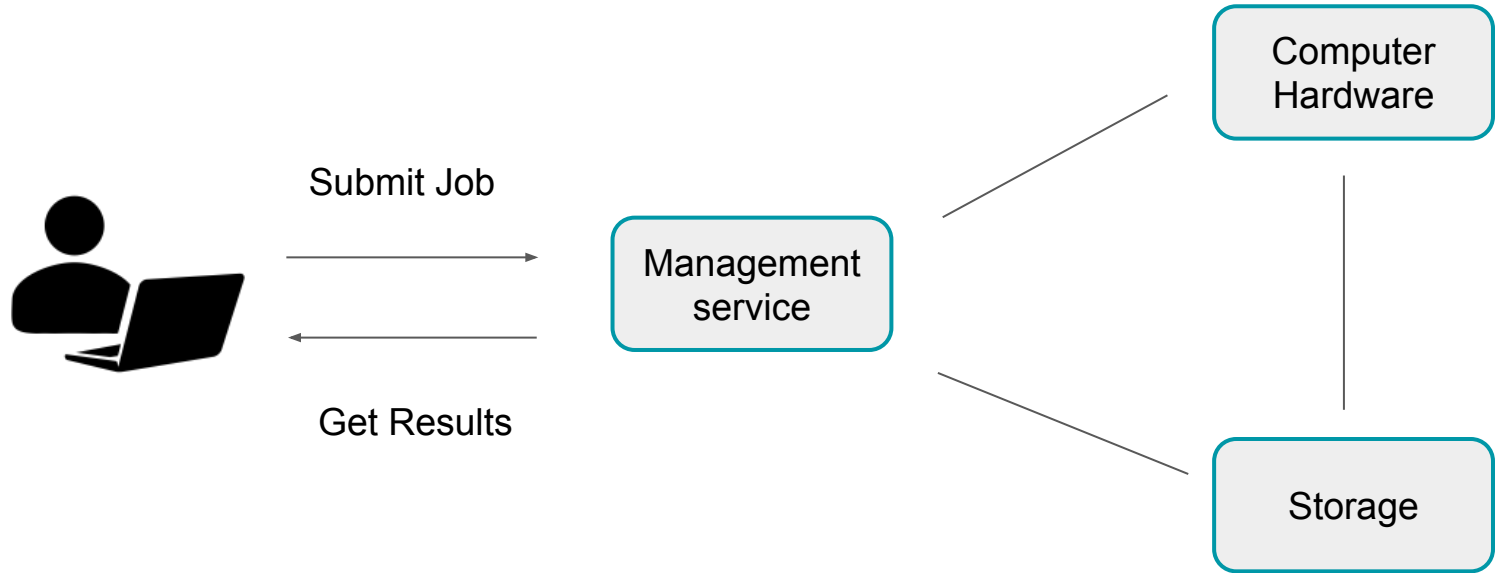 Computer
Hardware
Submit Job
Management
service
Get Results
Storage